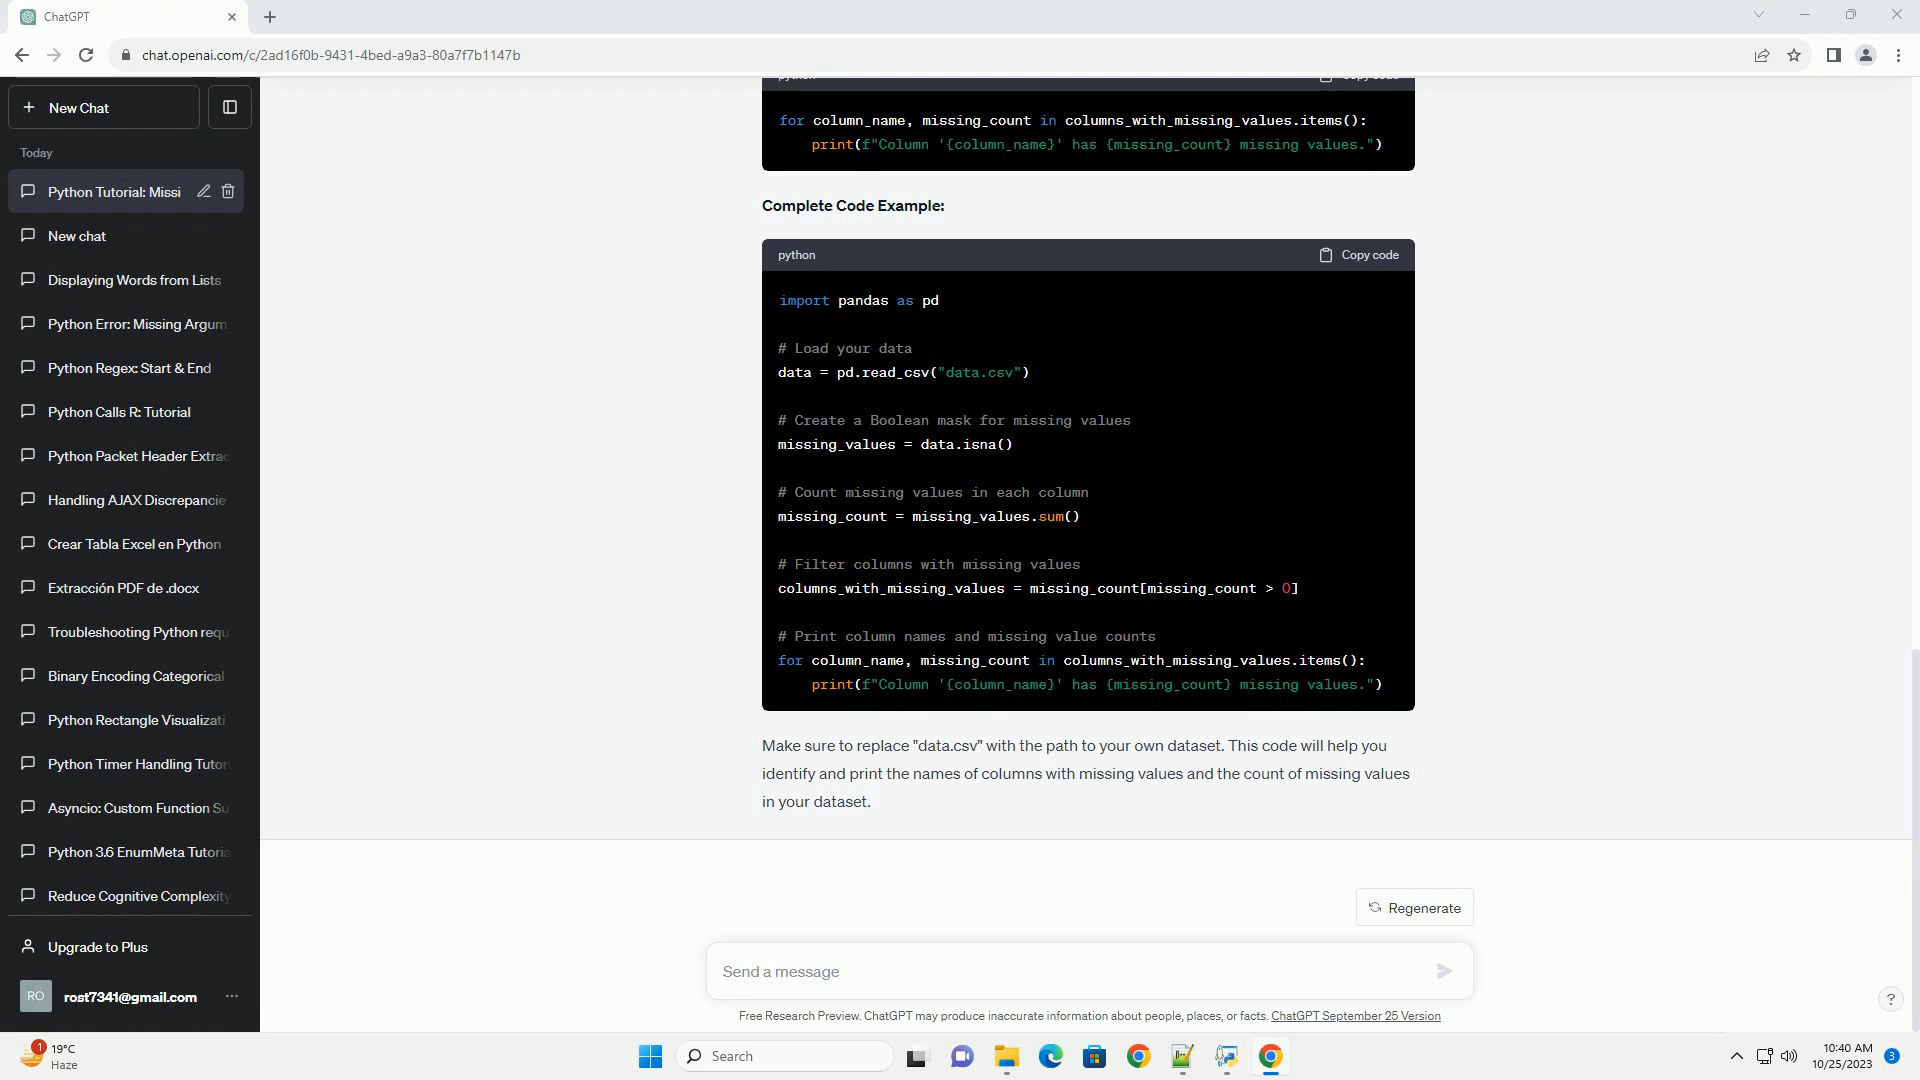 ChatGPT
chat.openai.com/c/2ad16f0b-9431-4bed-a9a3-80a7f7b1147b
New Chat
Today
Python Tutorial: Missi
New chat
Displaying Words from Lists
Python Error: Missing Argum
Python Regex: Start & End
Python Calls R: Tutorial
Python Packet Header Extrac
Handling AJAX Discrepancie
Crear Tabla Excel en Python
Extracción PDF de .docx
Troubleshooting Python requ
Binary Encoding Categorical
Python Rectangle Visualizati
Python Timer Handling Tutor
Asyncio: Custom Function Su
Python 3.6 EnumMeta Tutoria
Reduce Cognitive Complexity
Upgrade to Plus
RO rost7341@gmail.com
python Copy code
for column_name, missing_count in columns_with_missing_values.items():
print(f"Column '{column_name}' has {missing_count} missing values.")
Complete Code Example:
python Copy code
import pandas as pd
# Load your data
data = pd.read_csv("data.csv")
# Create a Boolean mask for missing values
missing_values = data.isna()
# Count missing values in each column
missing_count = missing_values.sum()
# Filter columns with missing values
columns_with_missing_values = missing_count[missing_count > 0]
# Print column names and missing value counts
for column_name, missing_count in columns_with_missing_values.items():
print(f"Column '{column_name}' has {missing_count} missing values.")
Make sure to replace "data.csv" with the path to your own dataset. This code will help you
identify and print the names of columns with missing values and the count of missing values
in your dataset.
Regenerate
Send a message
Free Research Preview. ChatGPT may produce inaccurate information about people, places, or facts. ChatGPT September 25 Version
?
1
19°C
Haze
Search
10:40 AM
10/25/2023
3